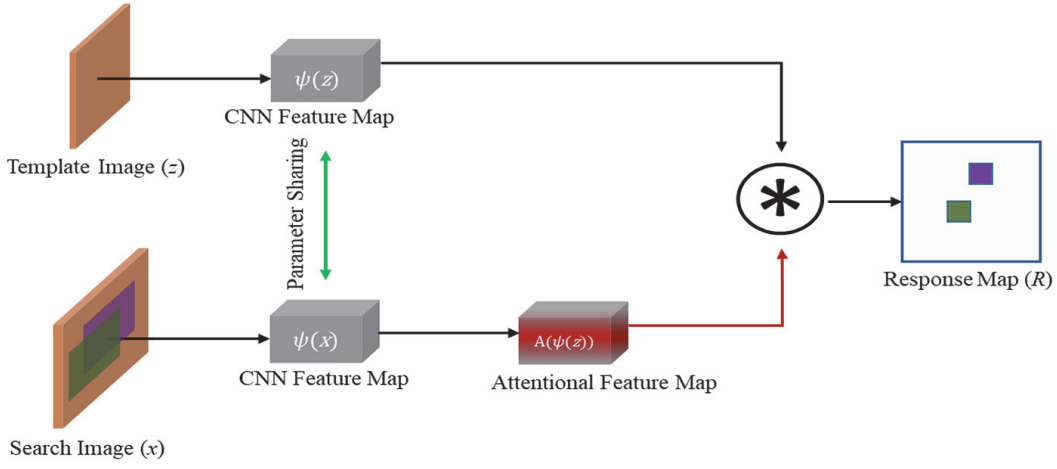 ψ(z)
CNN Feature Map
Template Image (z)
Parameter Sharing
*
Response Map (R)
ψ(x)
CNN Feature Map
A(ψ(z))
Attentional Feature Map
Search Image (x)